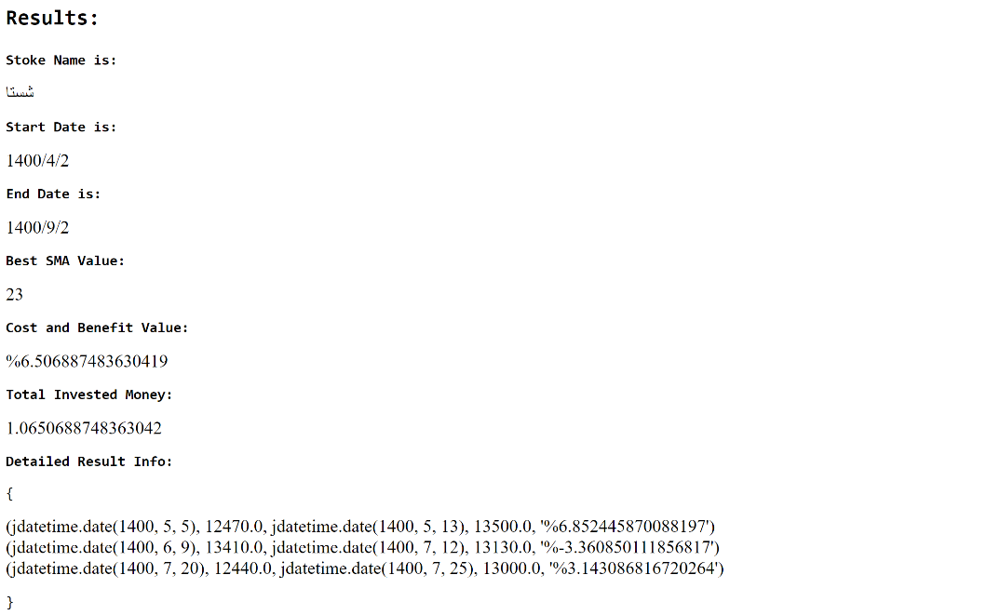 Results:
Stoke Name is:
شستا
Start Date is:
1400/4/2
End Date is:
1400/9/2
Best SMA Value:
23
Cost and Benefit Value:
%6.506887483630419
Total Invested Money:
1.0650688748363042
Detailed Result Info:
{
(jdatetime.date(1400, 5, 5), 12470.0, jdatetime.date(1400, 5, 13), 13500.0, '%6.852445870088197')
(jdatetime.date(1400, 6, 9), 13410.0, jdatetime.date(1400, 7, 12), 13130.0, '%-3.360850111856817')
(jdatetime.date(1400, 7, 20), 12440.0, jdatetime.date(1400, 7, 25), 13000.0, '%3.143086816720264')
}